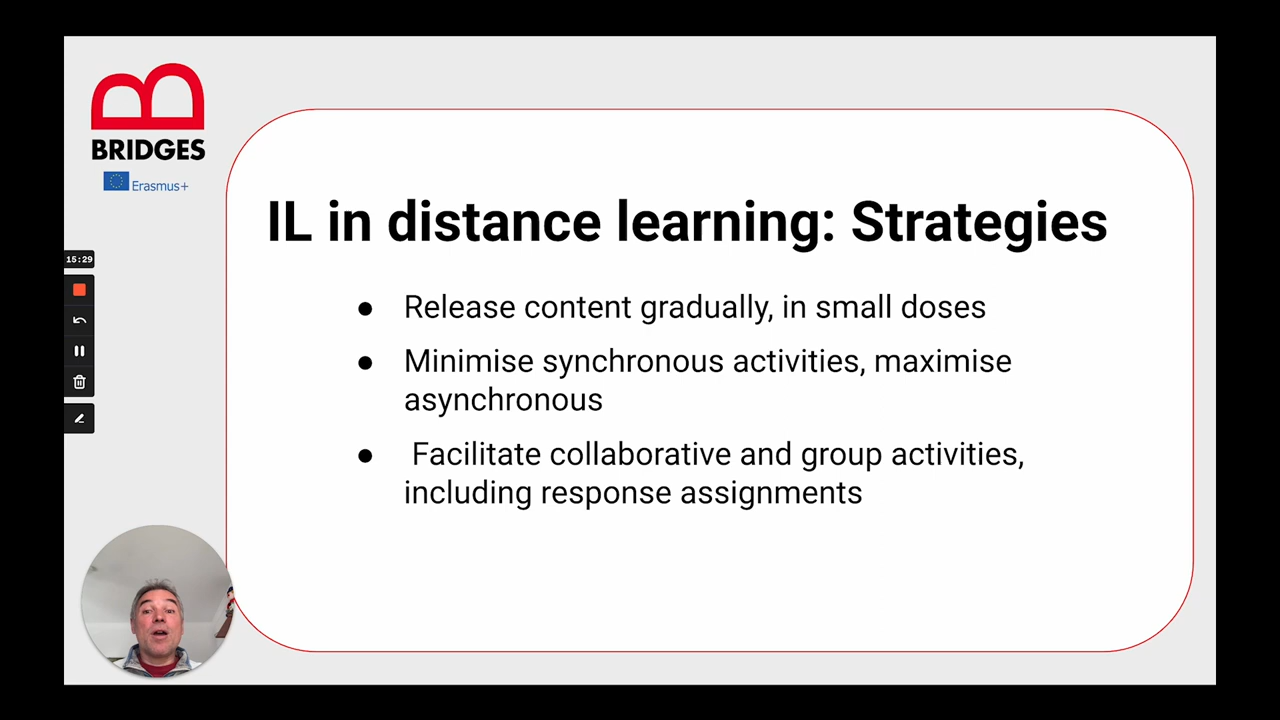 BRIDGES
Erasmus+
IL in distance learning: Strategies
15:29
● Release content gradually, in small doses
● Minimise synchronous activities, maximise
asynchronous
● Facilitate collaborative and group activities,
including response assignments